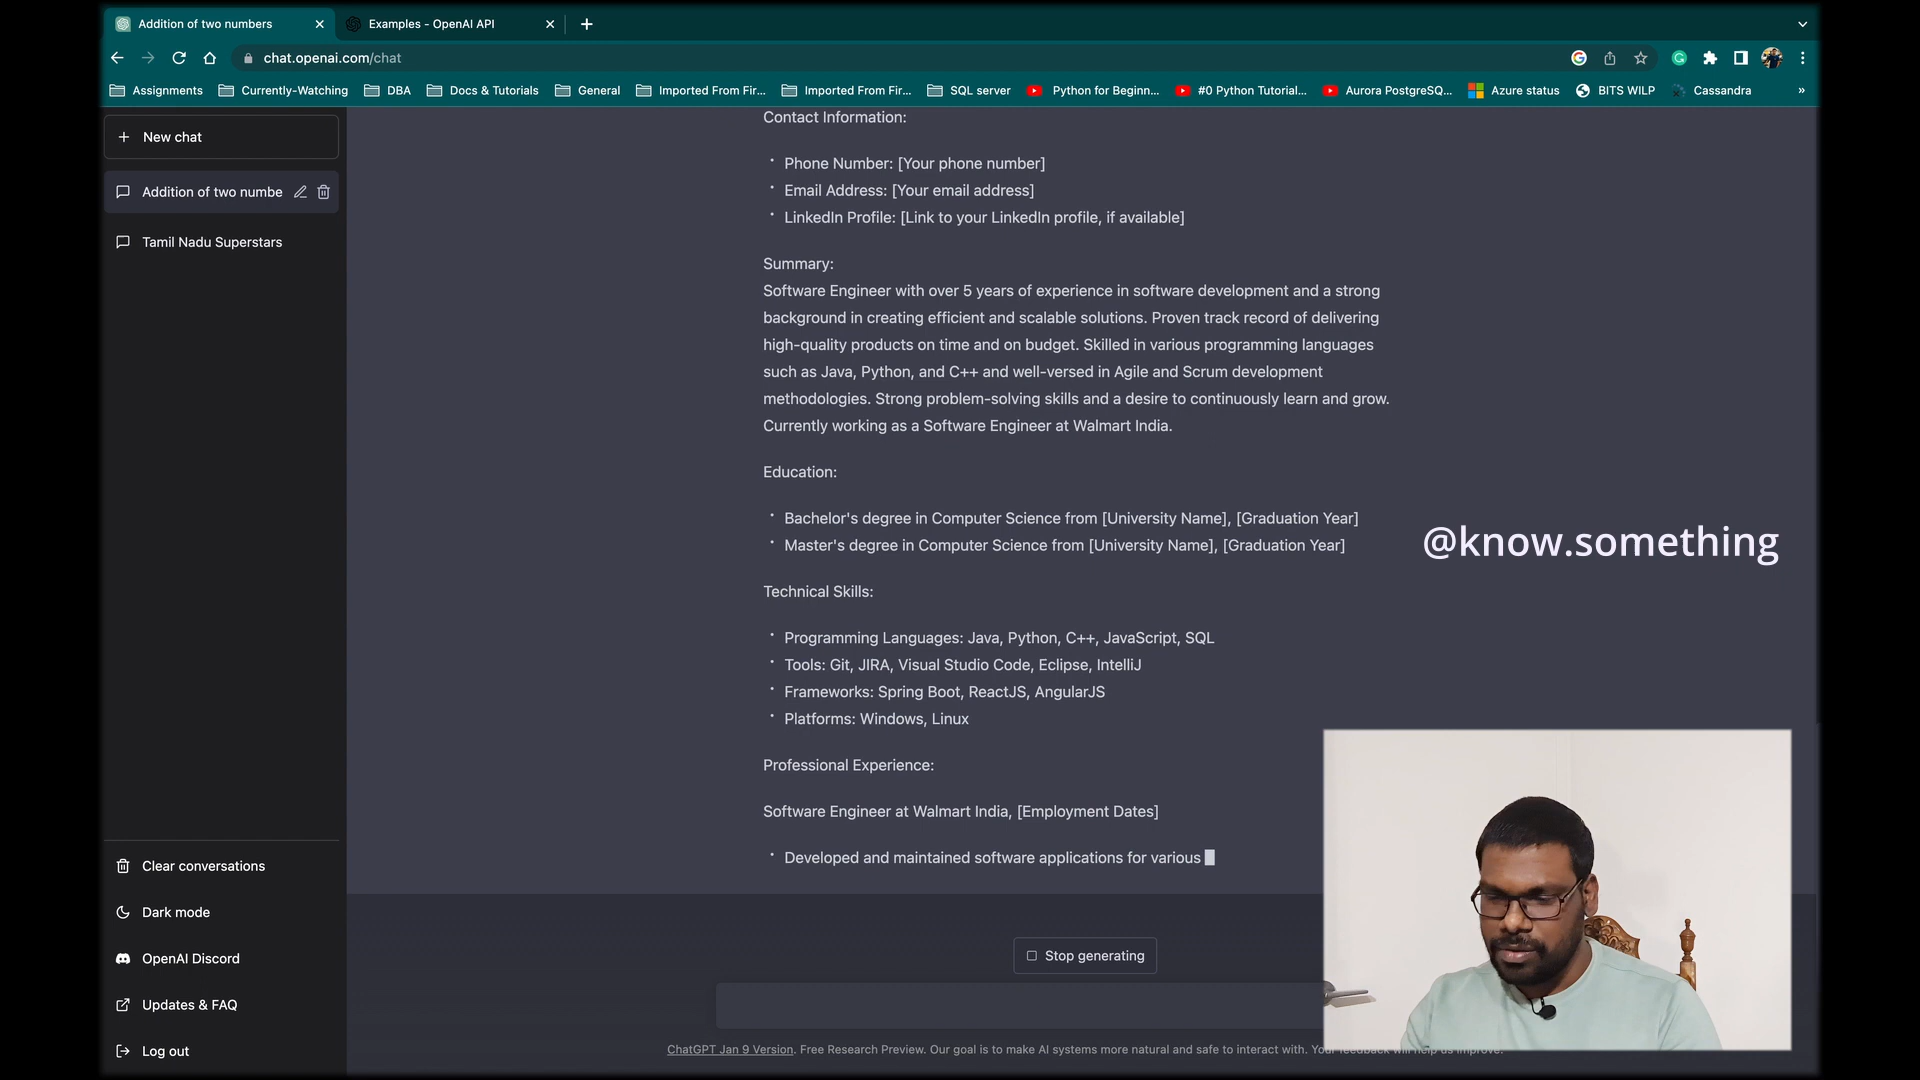 Addition of two numbers
Examples - OpenAI API
chat.openai.com/chat
Assignments
Currently-Watching
DBA
Docs & Tutorials
General
Imported From Fir...
Imported From Fir...
SQL server
Python for Beginn...
#0 Python Tutorial...
Aurora PostgreSQ...
Azure status
BITS WILP
Cassandra
»
New chat
Addition of two numbe
Tamil Nadu Superstars
Contact Information:
• Phone Number: [Your phone number]
• Email Address: [Your email address]
• LinkedIn Profile: [Link to your LinkedIn profile, if available]
Summary:
Software Engineer with over 5 years of experience in software development and a strong
background in creating efficient and scalable solutions. Proven track record of delivering
high-quality products on time and on budget. Skilled in various programming languages
such as Java, Python, and C++ and well-versed in Agile and Scrum development
methodologies. Strong problem-solving skills and a desire to continuously learn and grow.
Currently working as a Software Engineer at Walmart India.
Education:
• Bachelor's degree in Computer Science from [University Name], [Graduation Year]
• Master's degree in Computer Science from [University Name], [Graduation Year]
@know.something
Technical Skills:
• Programming Languages: Java, Python, C++, JavaScript, SQL
• Tools: Git, JIRA, Visual Studio Code, Eclipse, IntelliJ
• Frameworks: Spring Boot, ReactJS, AngularJS
• Platforms: Windows, Linux
Professional Experience:
Software Engineer at Walmart India, [Employment Dates]
• Developed and maintained software applications for various
Clear conversations
Dark mode
OpenAI Discord
Updates & FAQ
Log out
Stop generating
ChatGPT Jan 9 Version. Free Research Preview. Our goal is to make AI systems more natural and safe to interact with. Your feedback will help us improve.